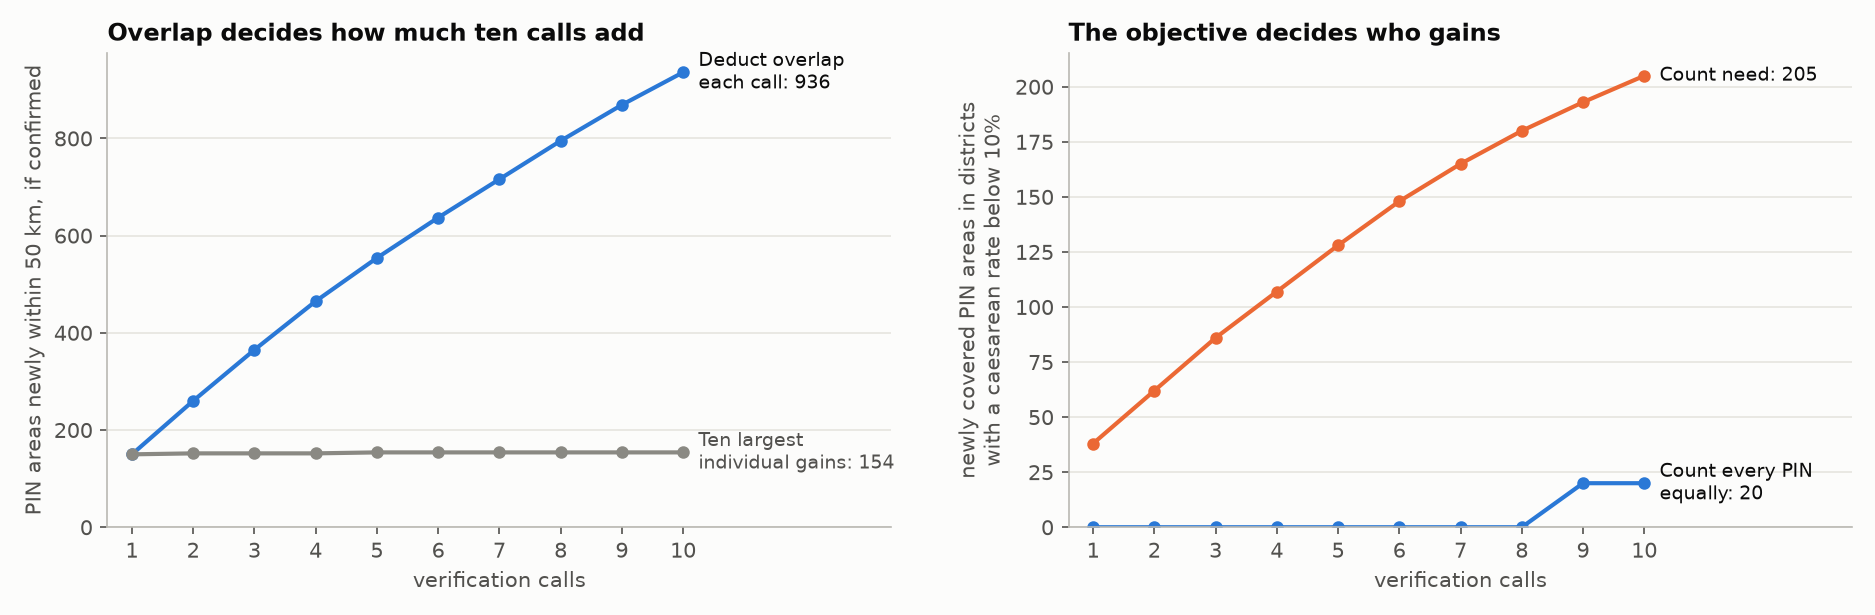 Overlap decides how much ten calls add
PIN areas newly within 50 km, if confirmed
800
600
400
200
0
Deduct overlap
each call: 936
Ten largest
individual gains: 154
1 2 3 4 5 6 7 8 9 10
verification calls
The objective decides who gains
newly covered PIN areas in districts
with a caesarean rate below 10%
200
175
150
125
100
75
50
25
0
Count need: 205
Count every PIN
equally: 20
1 2 3 4 5 6 7 8 9 10
verification calls